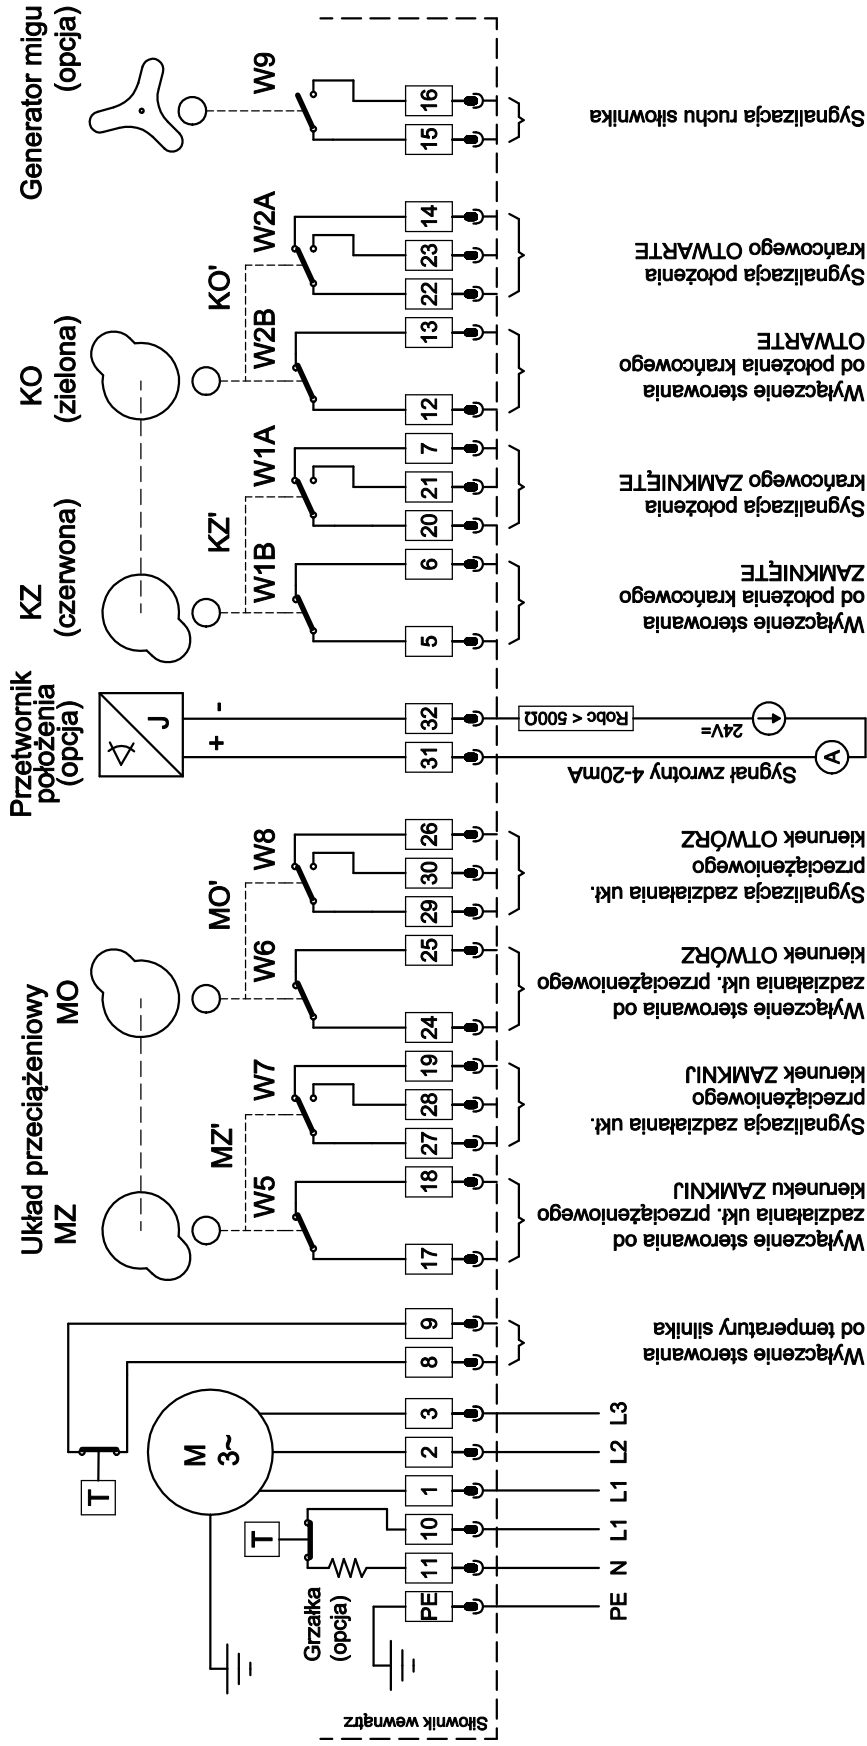 Układ przeciążeniowy
MZ
MO
Przetwornik
położenia
(opcja)
KZ
(czerwona)
KO
(zielona)
Generator migu
(opcja)
T
M
3~
T
J
+
-
MZ'
MO'
KZ'
KO'
W5
W7
W6
W8
W1B
W1A
W2B
W2A
W9
Grzałka
(opcja)
PE
11
10
1
2
3
8
9
17
18
27
28
19
24
25
29
30
26
31
32
5
6
20
21
7
12
13
22
23
14
15
16
Siłownik wewnątrz
PE
N
L1
L1
L2
L3
Wyłączenie sterowania
od temperatury silnika
Wyłączenie sterowania od
zadziałania ukł. przeciążeniowego
kieruneku ZAMKNIJ
Sygnalizacja zadziałania ukł.
przeciążeniowego
kierunek ZAMKNIJ
Wyłączenie sterowania od
zadziałania ukł. przeciążeniowego
kierunek OTWÓRZ
Sygnalizacja zadziałania ukł.
przeciążeniowego
kierunek OTWÓRZ
Sygnał zwrotny 4-20mA
A
24V=
Robc < 500Ω
Wyłączenie sterowania
od położenia krańcowego
ZAMKNIĘTE
Sygnalizacja położenia
krańcowego ZAMKNIĘTE
Wyłączenie sterowania
od położenia krańcowego
OTWARTE
Sygnalizacja położenia
krańcowego OTWARTE
Sygnalizacja ruchu siłownika